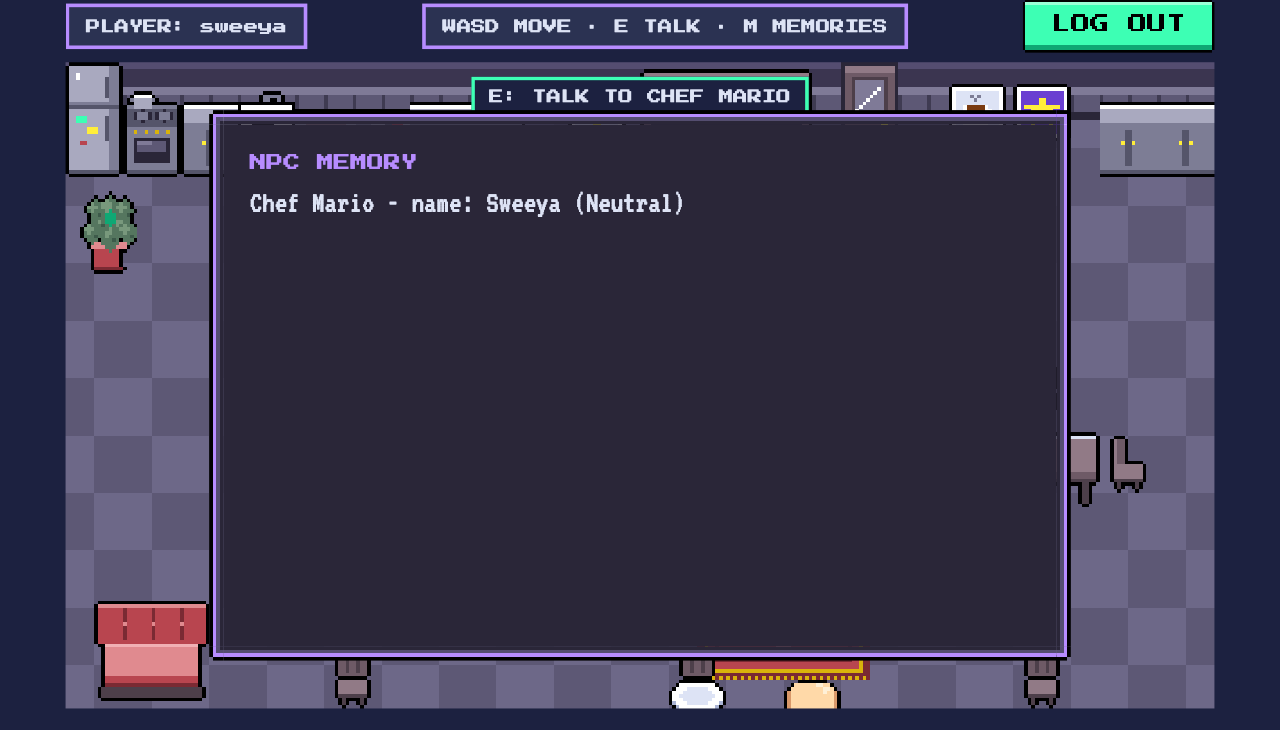 PLAYER: sweeya
WASD MOVE · E TALK · M MEMORIES
LOG OUT
E: TALK TO CHEF MARIO
NPC MEMORY
Chef Mario - name: Sweeya (Neutral)